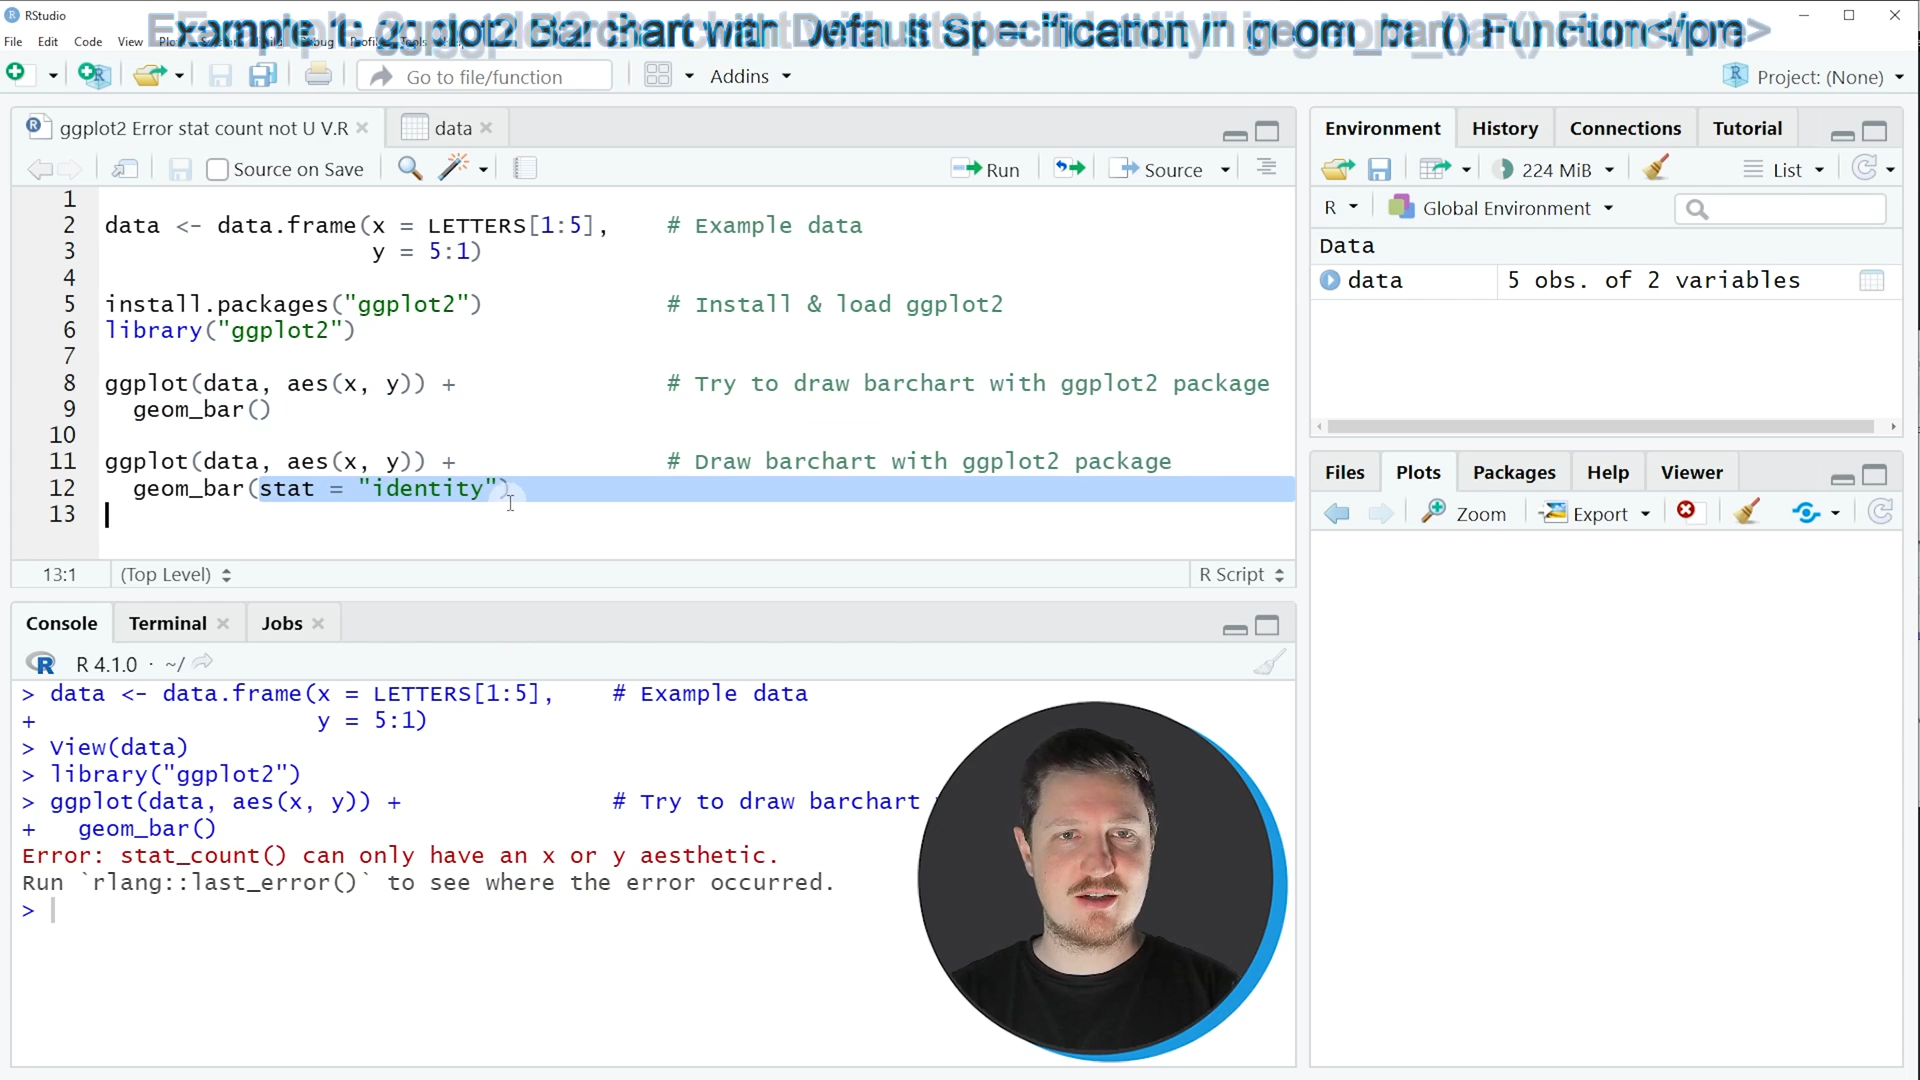 RStudio
Example 1: ggplot2 Barchart with Default Specification in geom_bar() Function</pre>
File Edit Code View
Go to file/function
Addins
Project: (None)
ggplot2 Error stat count not U V.R
data
Source on Save
Run
Source
1
2 data <- data.frame(x = LETTERS[1:5], # Example data
3 y = 5:1)
4
5 install.packages("ggplot2") # Install & load ggplot2
6 library("ggplot2")
7
8 ggplot(data, aes(x, y)) + # Try to draw barchart with ggplot2 package
9 geom_bar()
10
11 ggplot(data, aes(x, y)) + # Draw barchart with ggplot2 package
12 geom_bar(stat = "identity")
13
13:1 (Top Level) R Script
Console Terminal Jobs
R 4.1.0 · ~/
> data <- data.frame(x = LETTERS[1:5], # Example data
+ y = 5:1)
> View(data)
> library("ggplot2")
> ggplot(data, aes(x, y)) + # Try to draw barchart
+ geom_bar()
Error: stat_count() can only have an x or y aesthetic.
Run `rlang::last_error()` to see where the error occurred.
>
Environment History Connections Tutorial
224 MiB
List
R Global Environment
Data
data 5 obs. of 2 variables
Files Plots Packages Help Viewer
Zoom Export